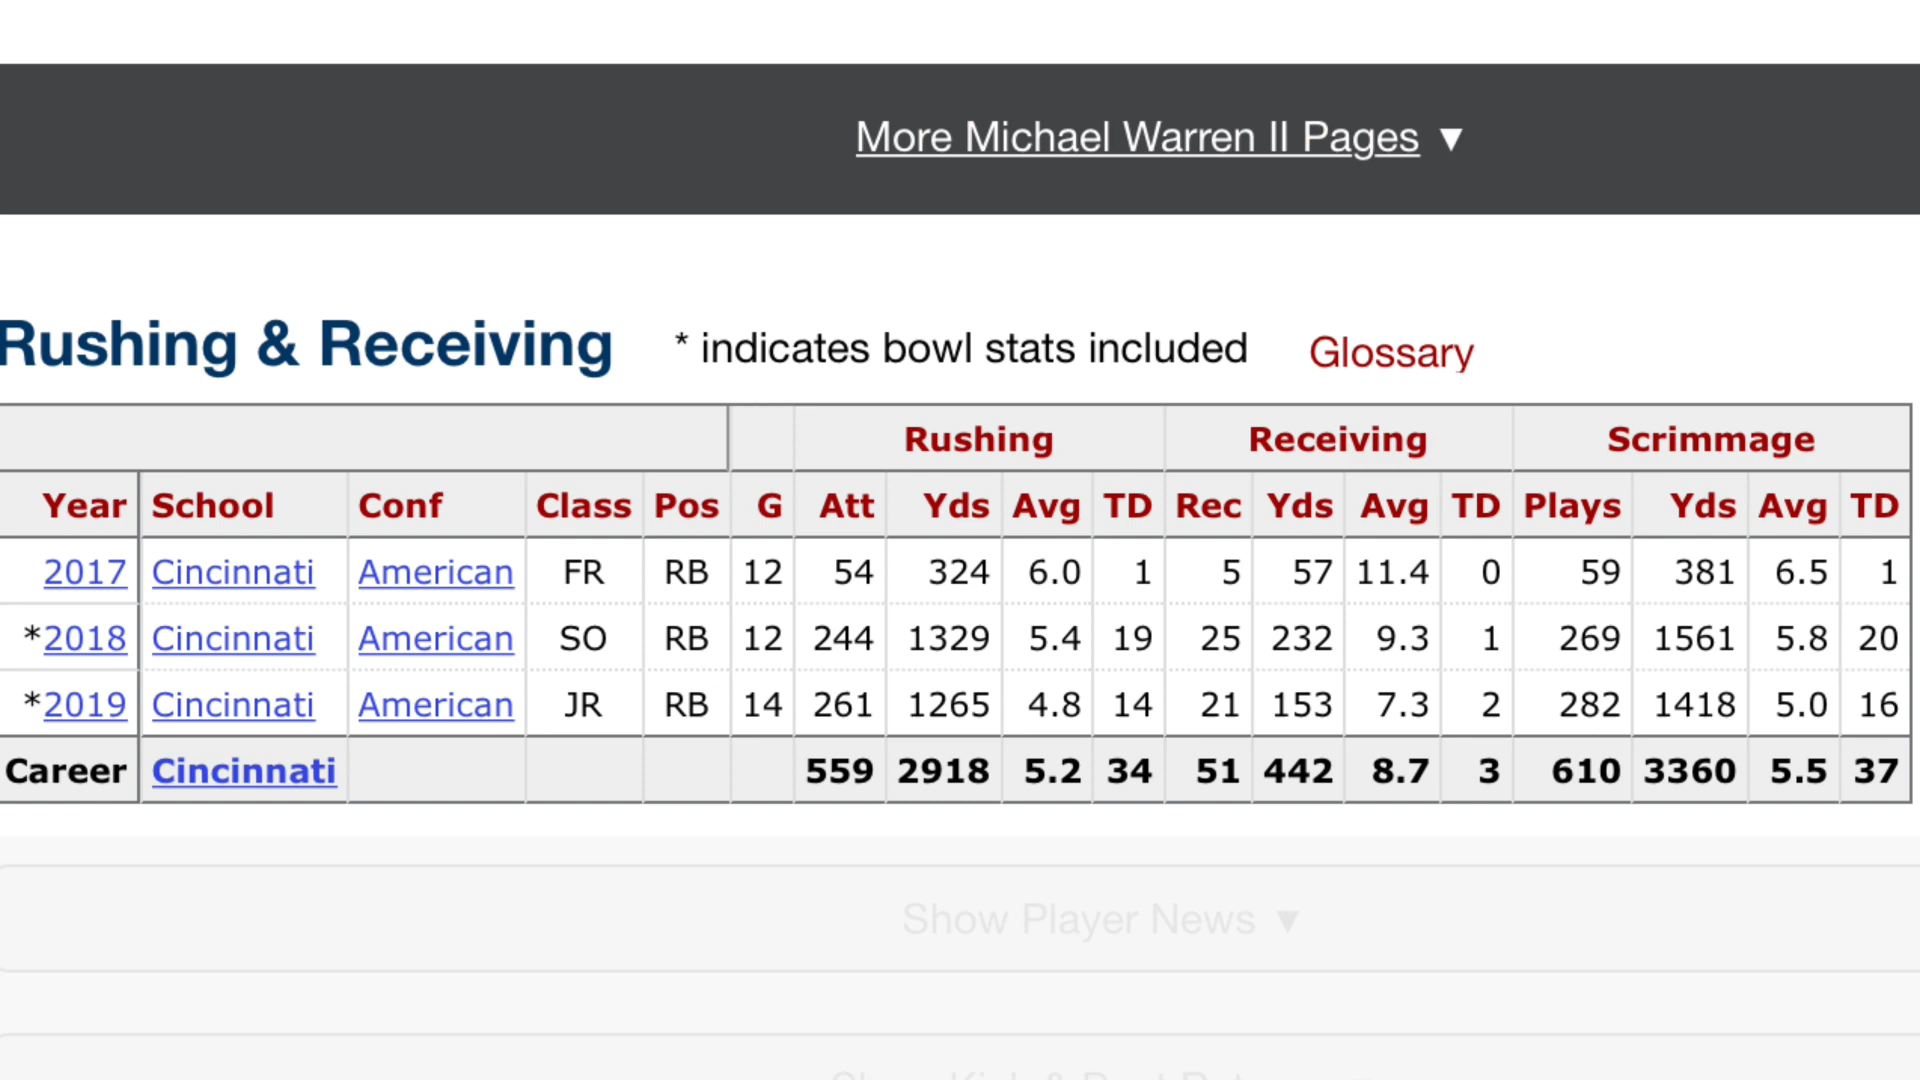 More Michael Warren II Pages ▼
Rushing & Receiving * indicates bowl stats included Glossary
Rushing Receiving Scrimmage
Year School Conf Class Pos G Att Yds Avg TD Rec Yds Avg TD Plays Yds Avg TD
2017 Cincinnati American FR RB 12 54 324 6.0 1 5 57 11.4 0 59 381 6.5 1
*2018 Cincinnati American SO RB 12 244 1329 5.4 19 25 232 9.3 1 269 1561 5.8 20
*2019 Cincinnati American JR RB 14 261 1265 4.8 14 21 153 7.3 2 282 1418 5.0 16
Career Cincinnati 559 2918 5.2 34 51 442 8.7 3 610 3360 5.5 37
Show Player News ▼